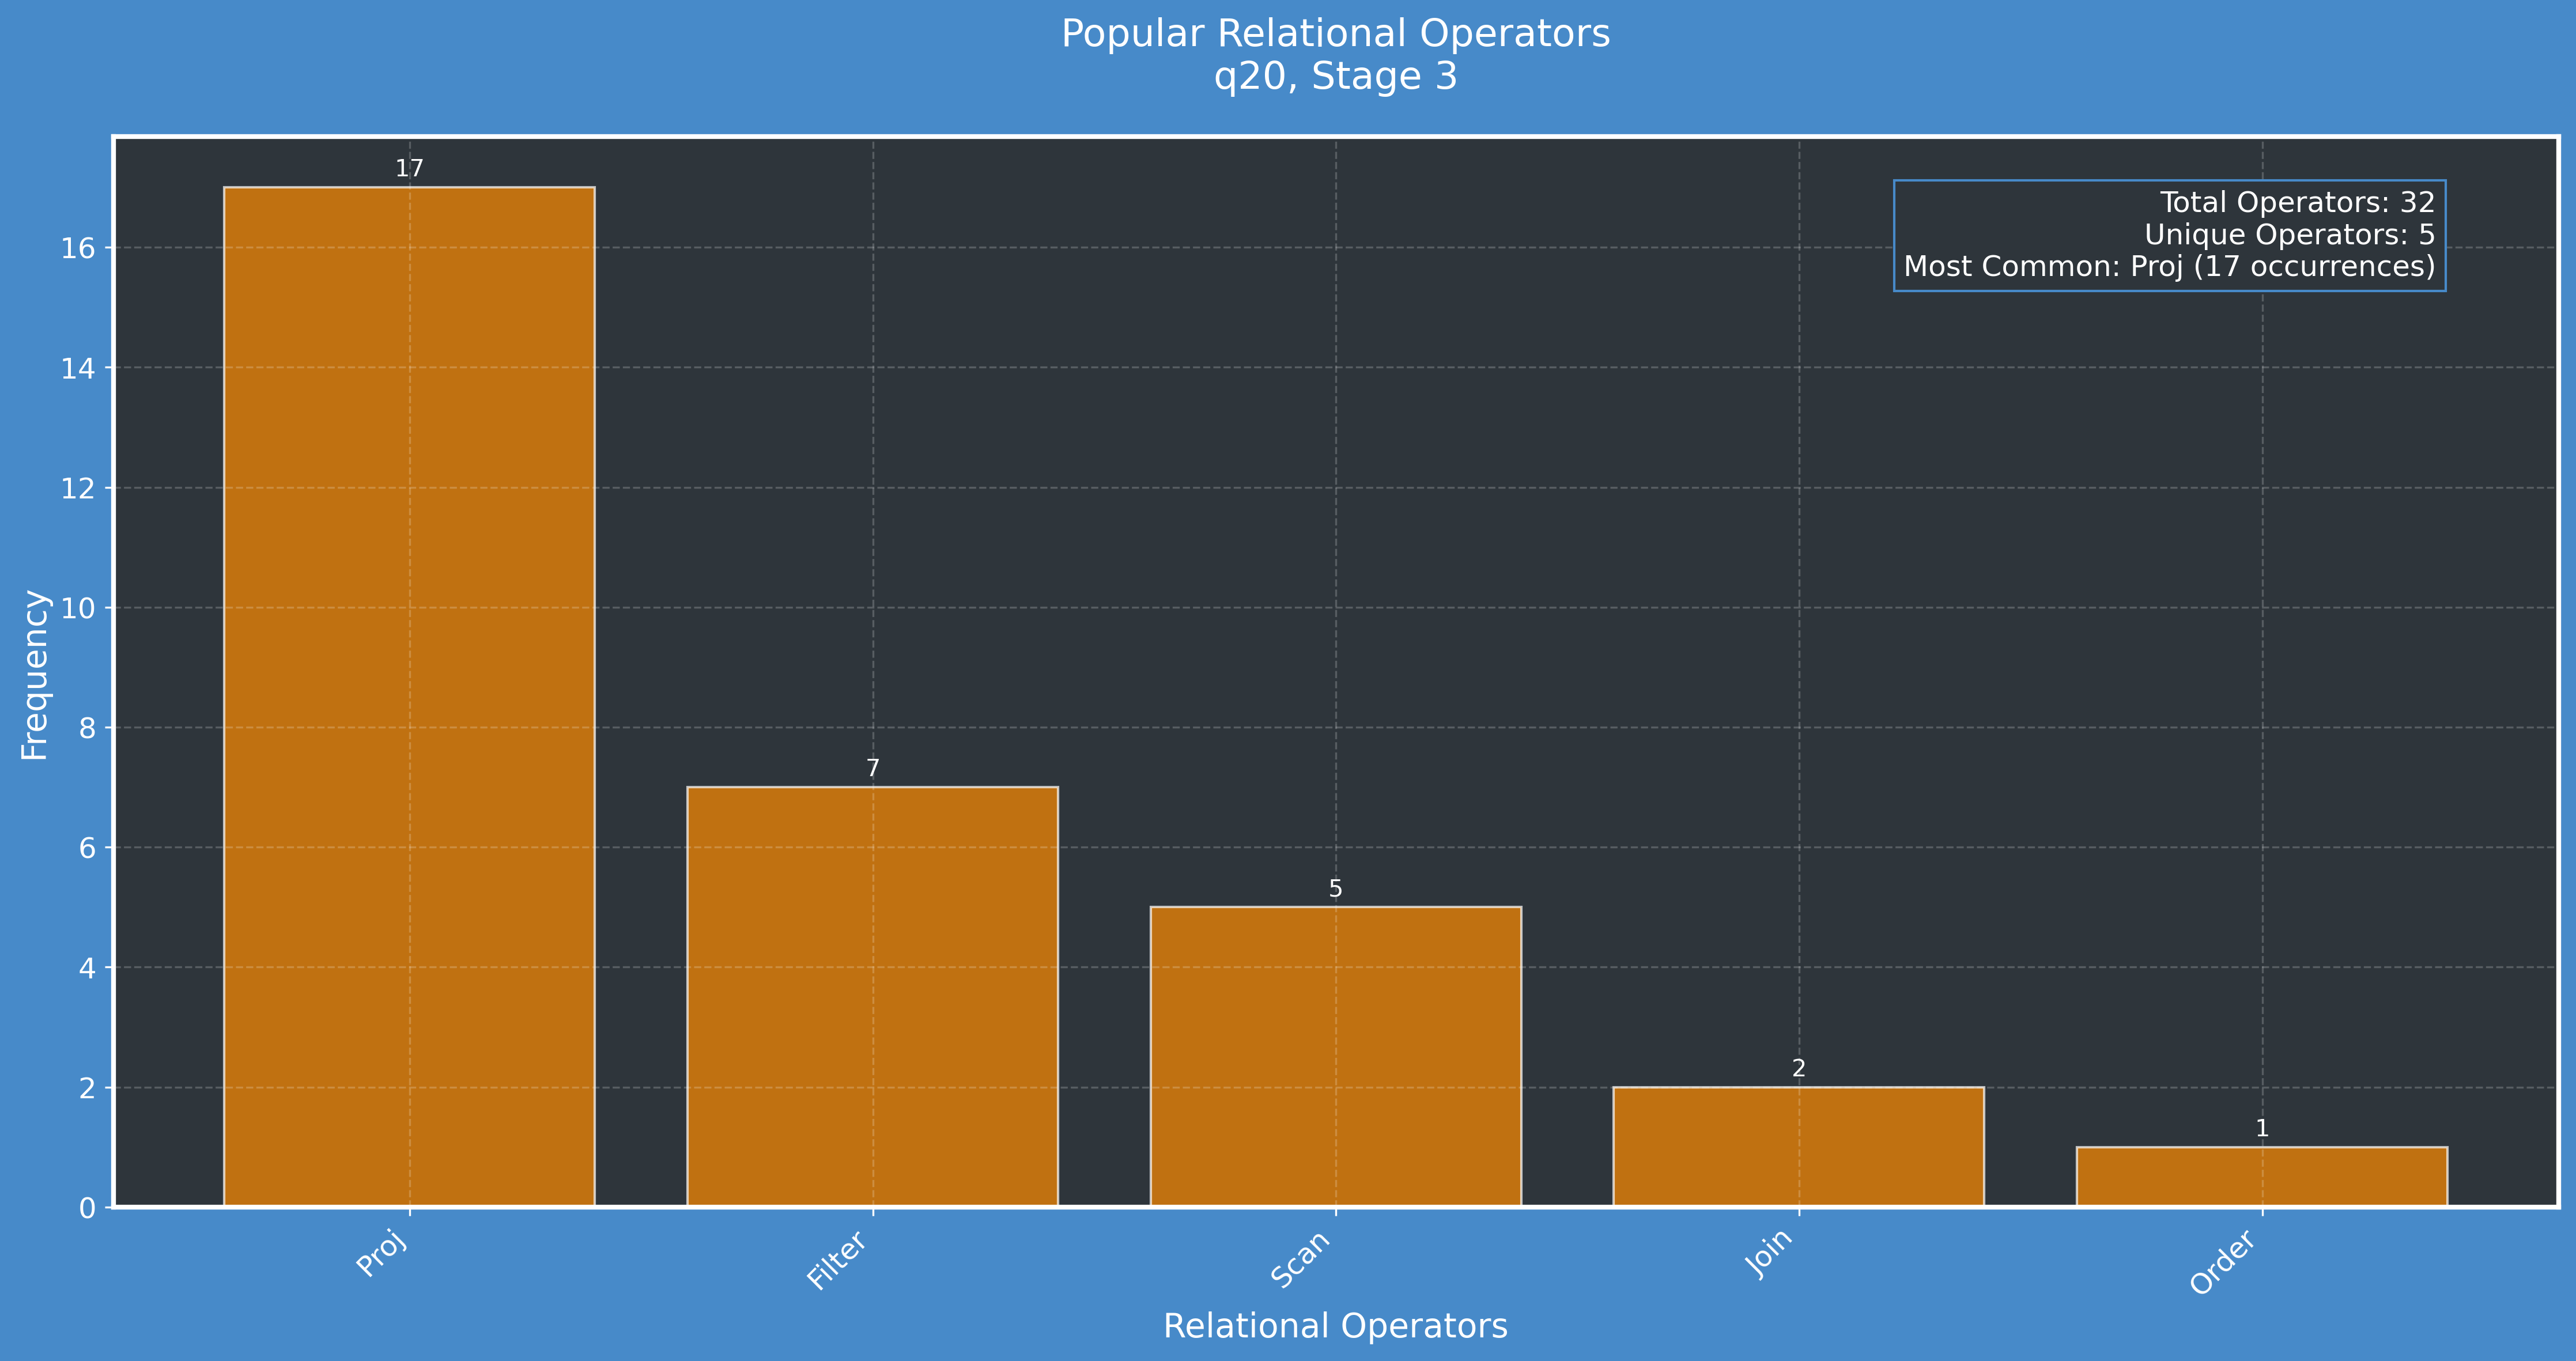 Popular Relational Operators
q20, Stage 3
17
Total Operators: 32
Unique Operators: 5
Most Common: Proj (17 occurrences)
16
14
12
10
8
6
4
2
0
7
5
2
1
Frequency
Proj
Filter
Scan
Join
Order
Relational Operators